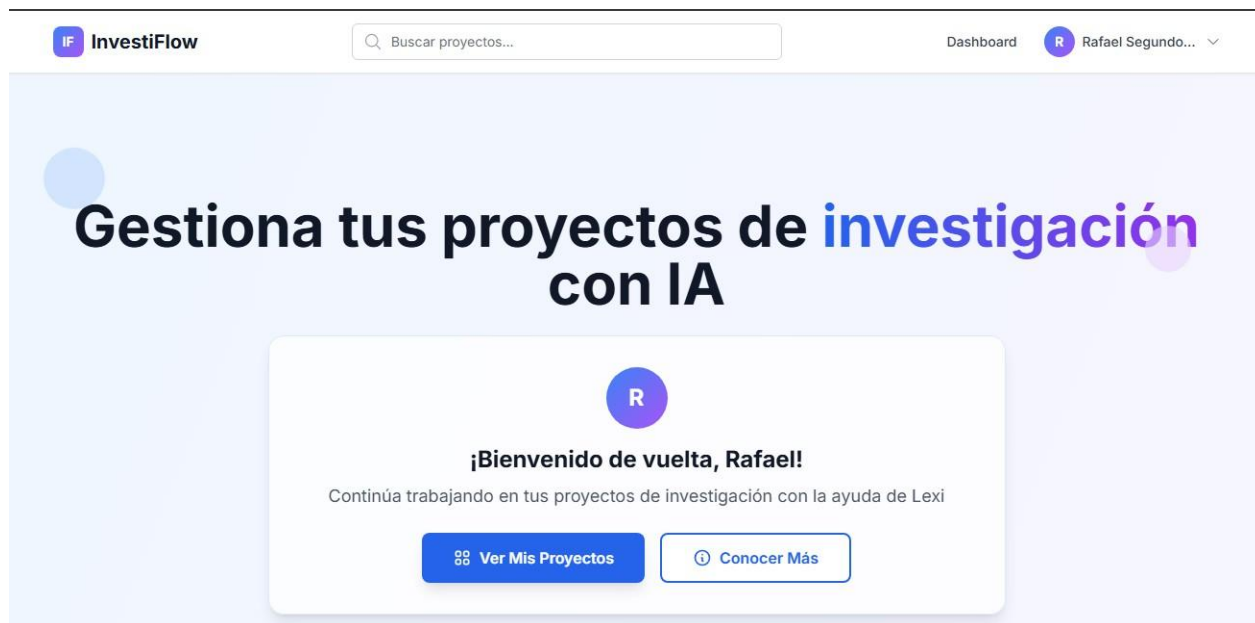 IF InvestiFlow
Buscar proyectos...
Dashboard
R Rafael Segundo...
Gestiona tus proyectos de investigación
con IA
R
¡Bienvenido de vuelta, Rafael!
Continúa trabajando en tus proyectos de investigación con la ayuda de Lexi
Ver Mis Proyectos
Conocer Más